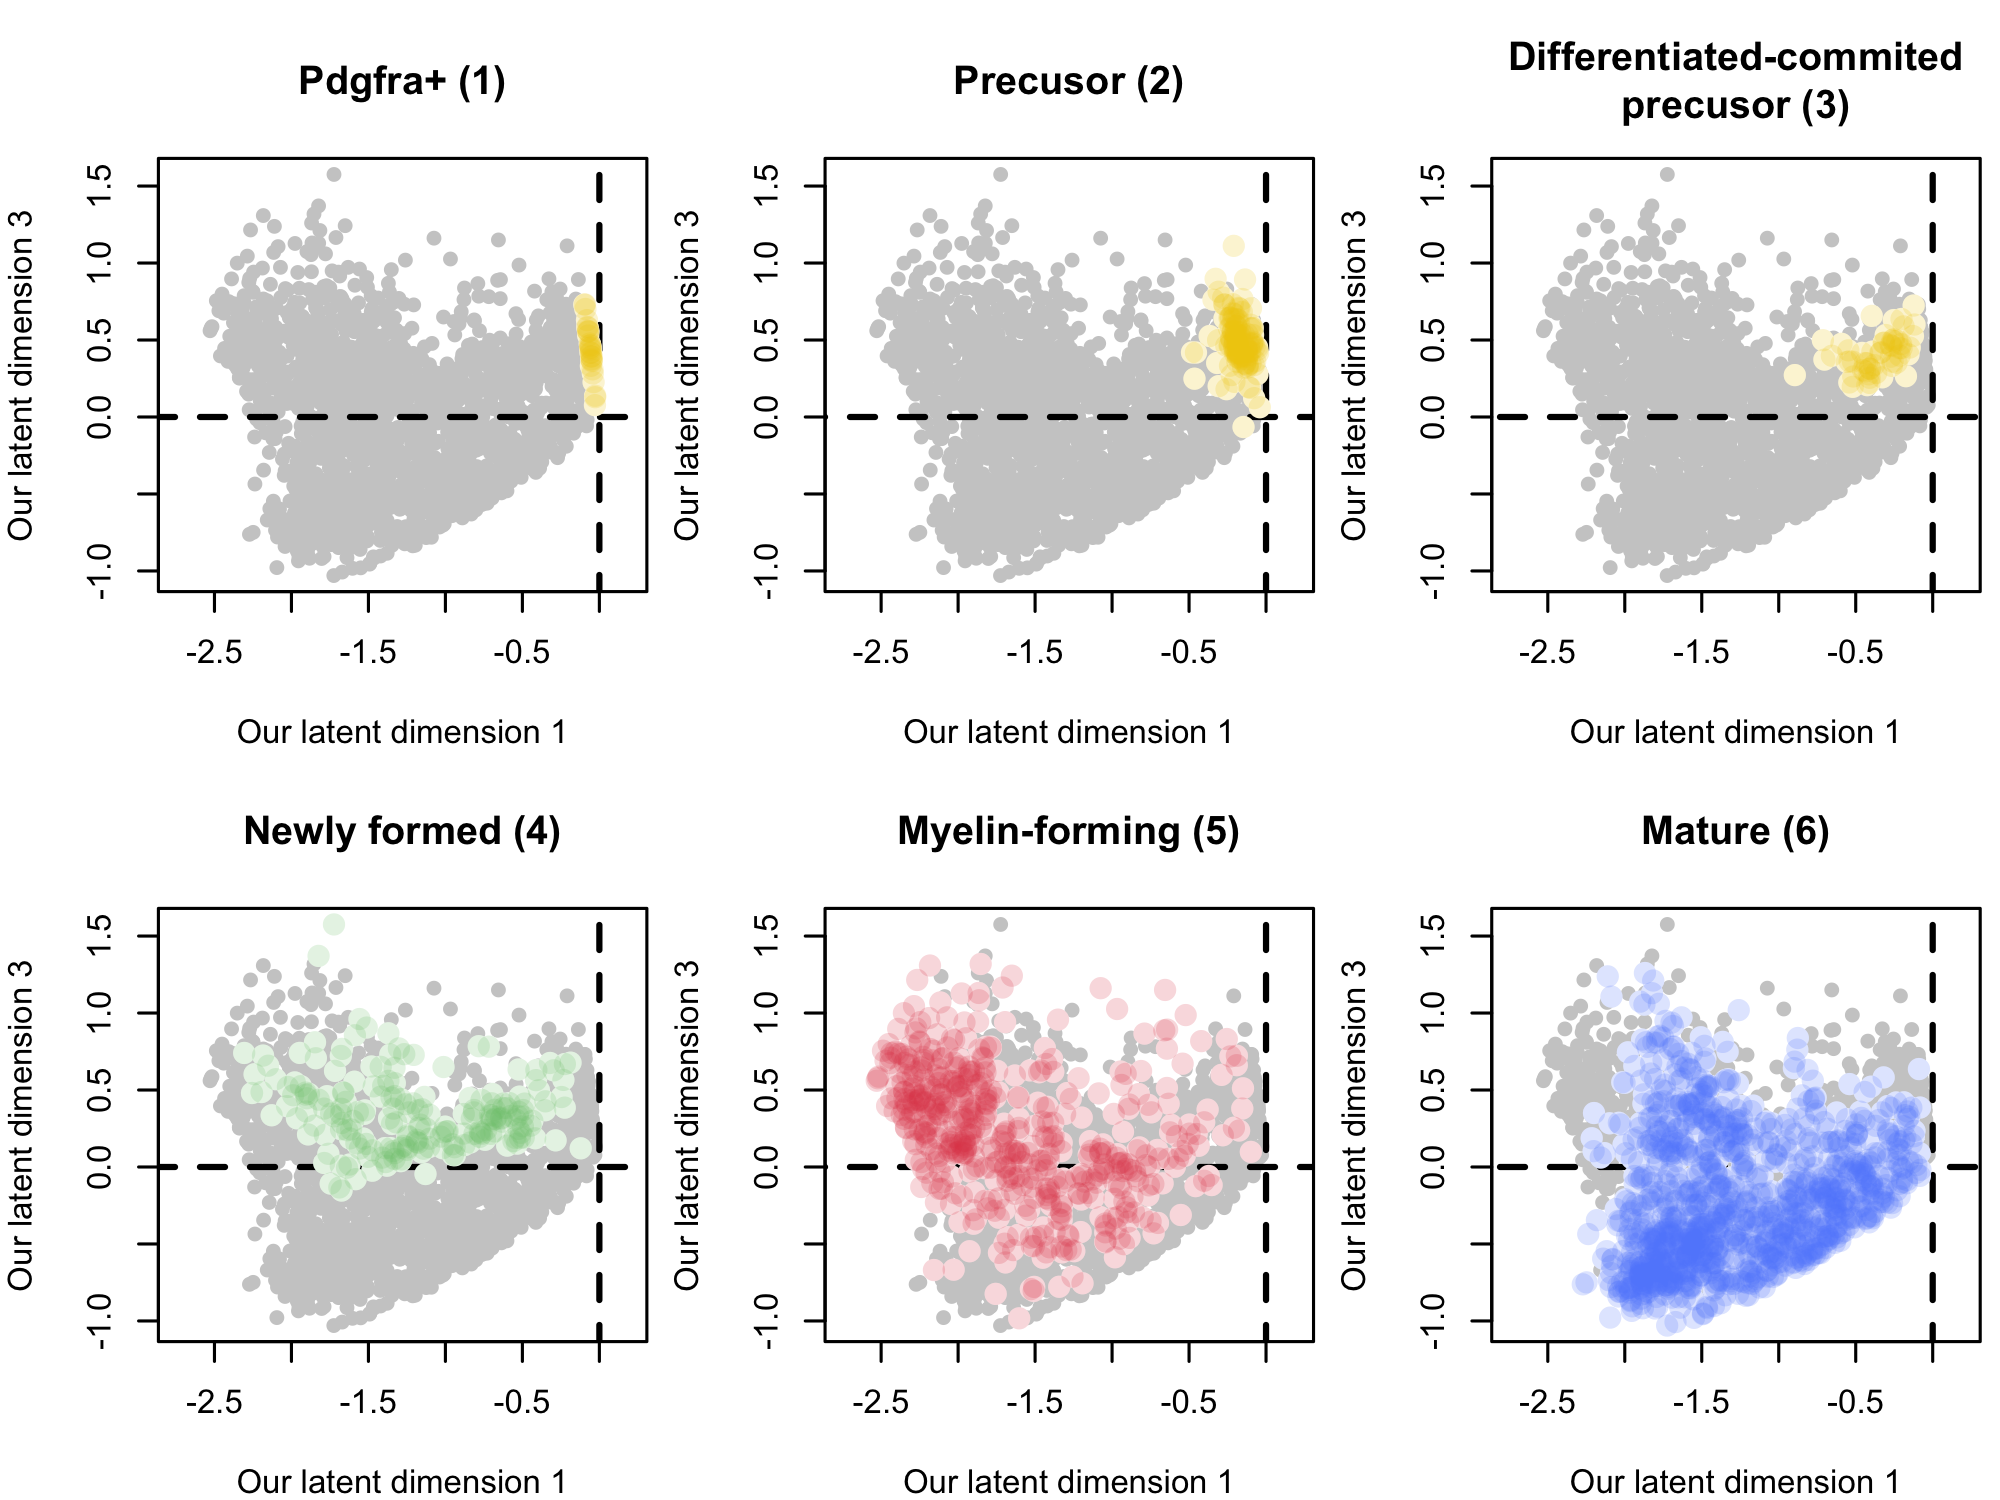 Pdgfra+ (1)
Precusor (2)
Differentiated-commited
precusor (3)
Our latent dimension 3
1.5
1.0
0.5
0.0
-1.0
-2.5 -1.5 -0.5
Our latent dimension 1
Our latent dimension 3
1.5
1.0
0.5
0.0
-1.0
-2.5 -1.5 -0.5
Our latent dimension 1
Our latent dimension 3
1.5
1.0
0.5
0.0
-1.0
-2.5 -1.5 -0.5
Our latent dimension 1
Newly formed (4)
Myelin-forming (5)
Mature (6)
Our latent dimension 3
1.5
1.0
0.5
0.0
-1.0
-2.5 -1.5 -0.5
Our latent dimension 1
Our latent dimension 3
1.5
1.0
0.5
0.0
-1.0
-2.5 -1.5 -0.5
Our latent dimension 1
Our latent dimension 3
1.5
1.0
0.5
0.0
-1.0
-2.5 -1.5 -0.5
Our latent dimension 1